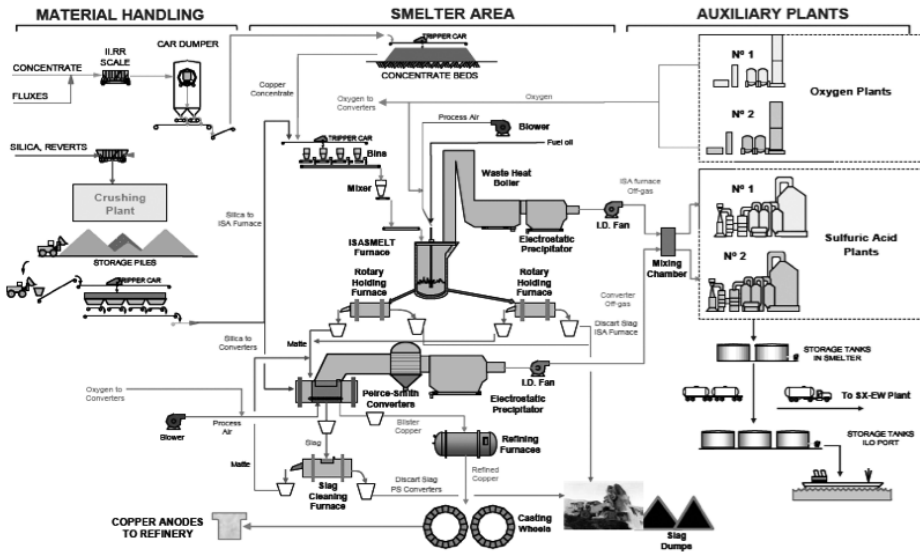 MATERIAL HANDLING
SMELTER AREA
AUXILIARY PLANTS
II.RR
SCALE
CAR DUMPER
CONCENTRATE
FLUXES
SILICA, REVERTS
Crushing
Plant
STORAGE PILES
TRIPPER CAR
TRIPPER CAR
CONCENTRATE BEDS
Copper
Concentrate
Oxygen to
Converters
Oxygen
Process Air
Blower
Fuel oil
TRIPPER CAR
Bins
Mixer
Waste Heat
Boiler
ISA furnace
Off-gas
I.D. Fan
Electrostatic
Precipitator
Silica to
ISA Furnace
ISASMELT
Furnace
Rotary
Holding
Furnace
Rotary
Holding
Furnace
Mixing
Chamber
Converter
Off-gas
Discart Slag
ISA Furnace
Silica to
Converters
Matte
Peirce-Smith
Converters
I.D. Fan
Electrostatic
Precipitator
Oxygen to
Converters
Blower
Process
Air
Slag
Blister
Copper
Refining
Furnaces
Matte
Slag
Cleaning
Furnace
Discart Slag
PS Converters
Refined
Copper
Casting
Wheels
Slag
Dumps
COPPER ANODES
TO REFINERY
Nº 1
Nº 2
Oxygen Plants
Nº 1
Nº 2
Sulfuric Acid
Plants
STORAGE TANKS
IN SMELTER
To SX-EW Plant
STORAGE TANKS
ILO PORT